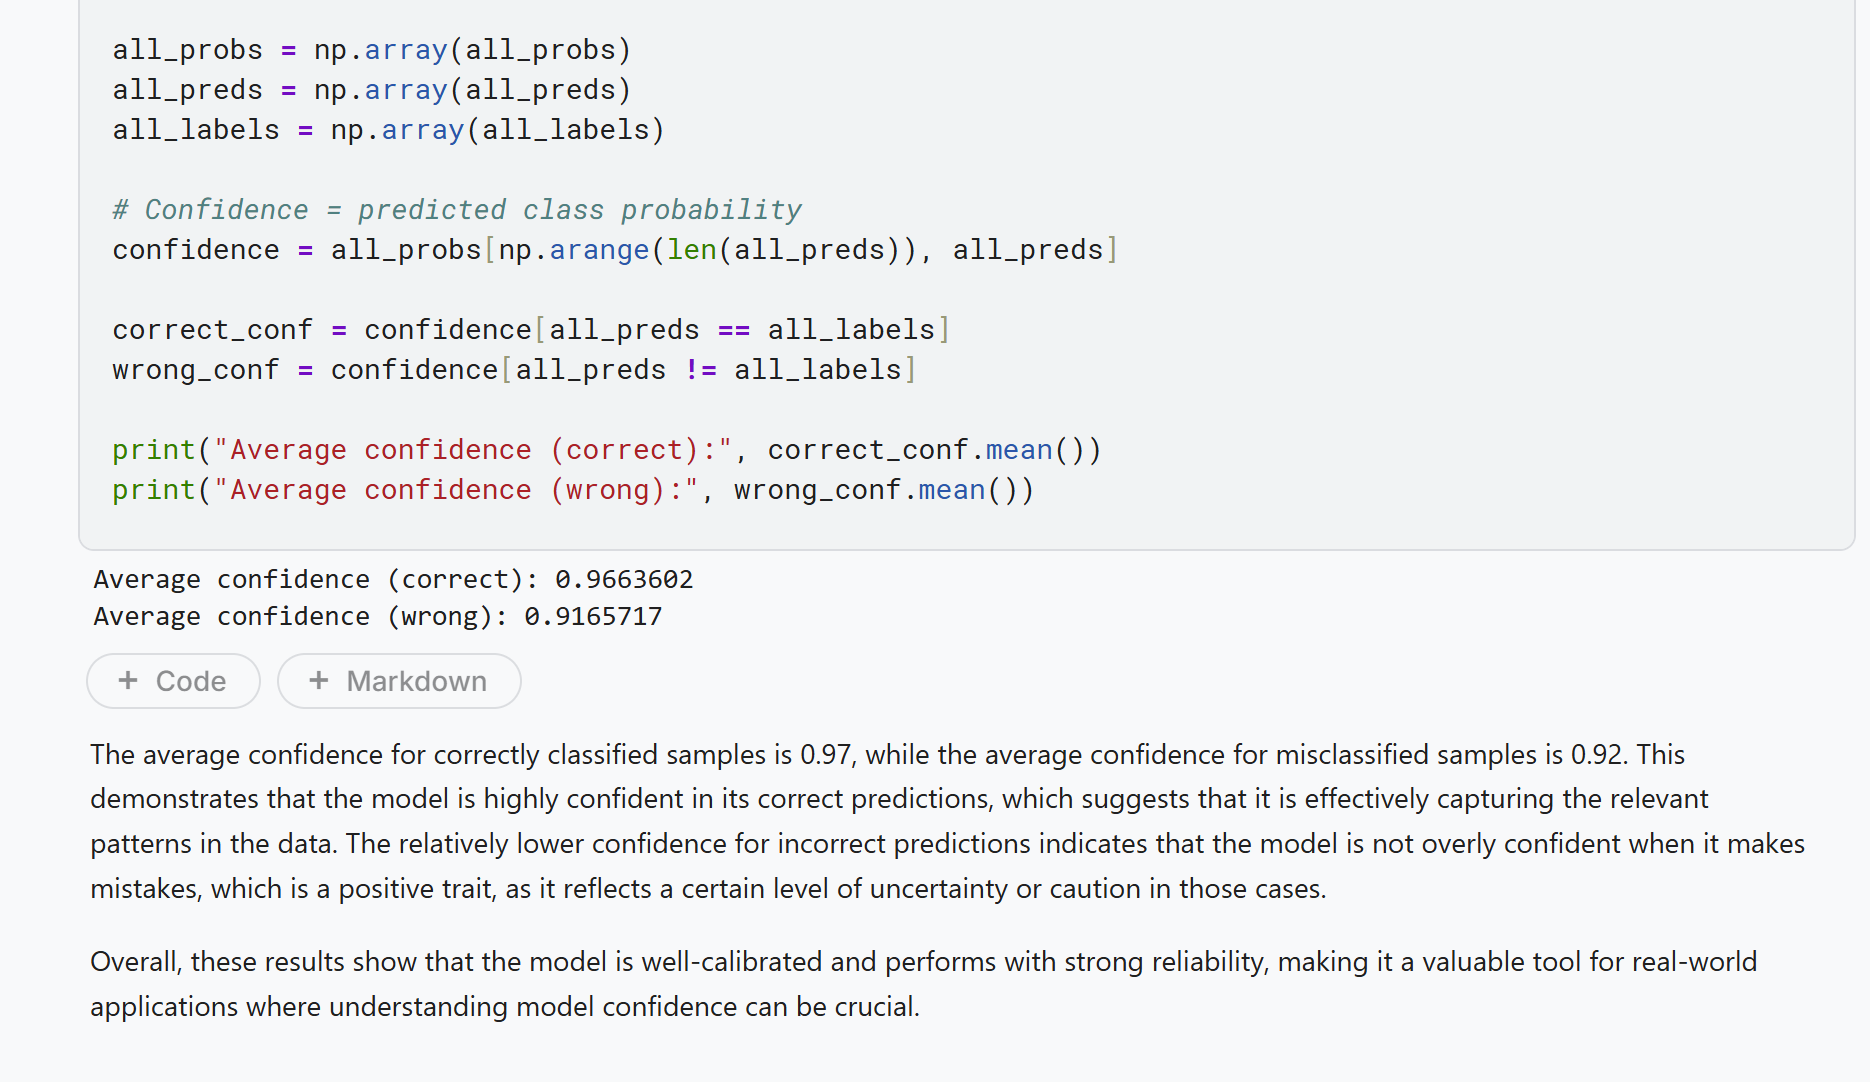 all_probs = np.array(all_probs)
all_preds = np.array(all_preds)
all_labels = np.array(all_labels)
# Confidence = predicted class probability
confidence = all_probs[np.arange(len(all_preds)), all_preds]
correct_conf = confidence[all_preds == all_labels]
wrong_conf = confidence[all_preds != all_labels]
print("Average confidence (correct):", correct_conf.mean())
print("Average confidence (wrong):", wrong_conf.mean())
Average confidence (correct): 0.9663602
Average confidence (wrong): 0.9165717
+ Code + Markdown
The average confidence for correctly classified samples is 0.97, while the average confidence for misclassified samples is 0.92. This
demonstrates that the model is highly confident in its correct predictions, which suggests that it is effectively capturing the relevant
patterns in the data. The relatively lower confidence for incorrect predictions indicates that the model is not overly confident when it makes
mistakes, which is a positive trait, as it reflects a certain level of uncertainty or caution in those cases.
Overall, these results show that the model is well-calibrated and performs with strong reliability, making it a valuable tool for real-world
applications where understanding model confidence can be crucial.